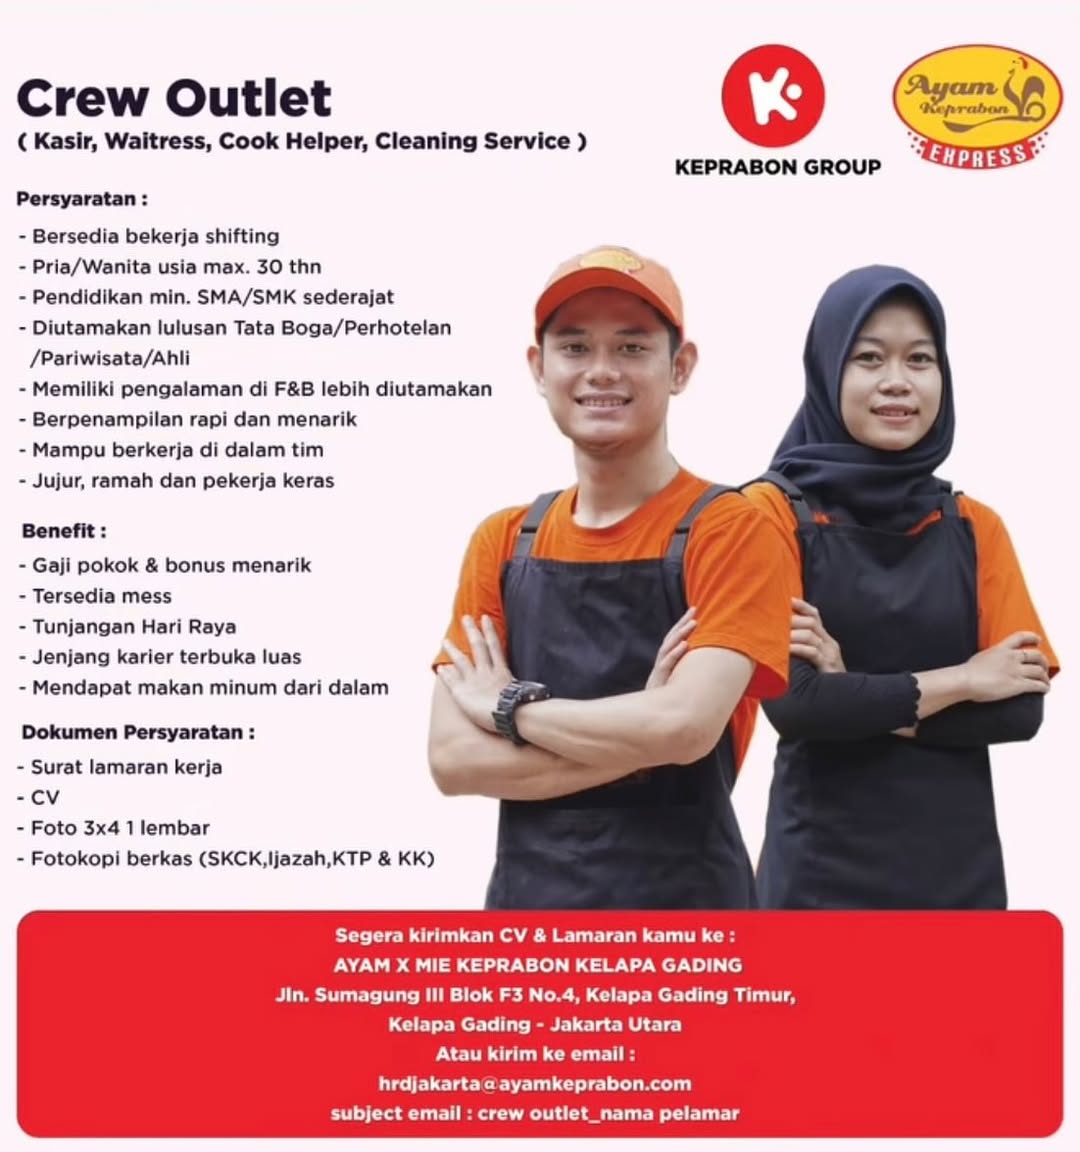 Crew Outlet
( Kasir, Waitress, Cook Helper, Cleaning Service )
KEPRABON GROUP
Ayam
Keprabon
EXPRESS
Persyaratan :
- Bersedia bekerja shifting
- Pria/Wanita usia max. 30 thn
- Pendidikan min. SMA/SMK sederajat
- Diutamakan lulusan Tata Boga/Perhotelan
/Pariwisata/Ahli
- Memiliki pengalaman di F&B lebih diutamakan
- Berpenampilan rapi dan menarik
- Mampu berkerja di dalam tim
- Jujur, ramah dan pekerja keras
Benefit :
- Gaji pokok & bonus menarik
- Tersedia mess
- Tunjangan Hari Raya
- Jenjang karier terbuka luas
- Mendapat makan minum dari dalam
Dokumen Persyaratan :
- Surat lamaran kerja
- CV
- Foto 3x4 1 lembar
- Fotokopi berkas (SKCK,Ijazah,KTP & KK)
Segera kirimkan CV & Lamaran kamu ke :
AYAM X MIE KEPRABON KELAPA GADING
Jln. Sumagung III Blok F3 No.4, Kelapa Gading Timur,
Kelapa Gading - Jakarta Utara
Atau kirim ke email :
hrdjakarta@ayamkeprabon.com
subject email : crew outlet_nama pelamar